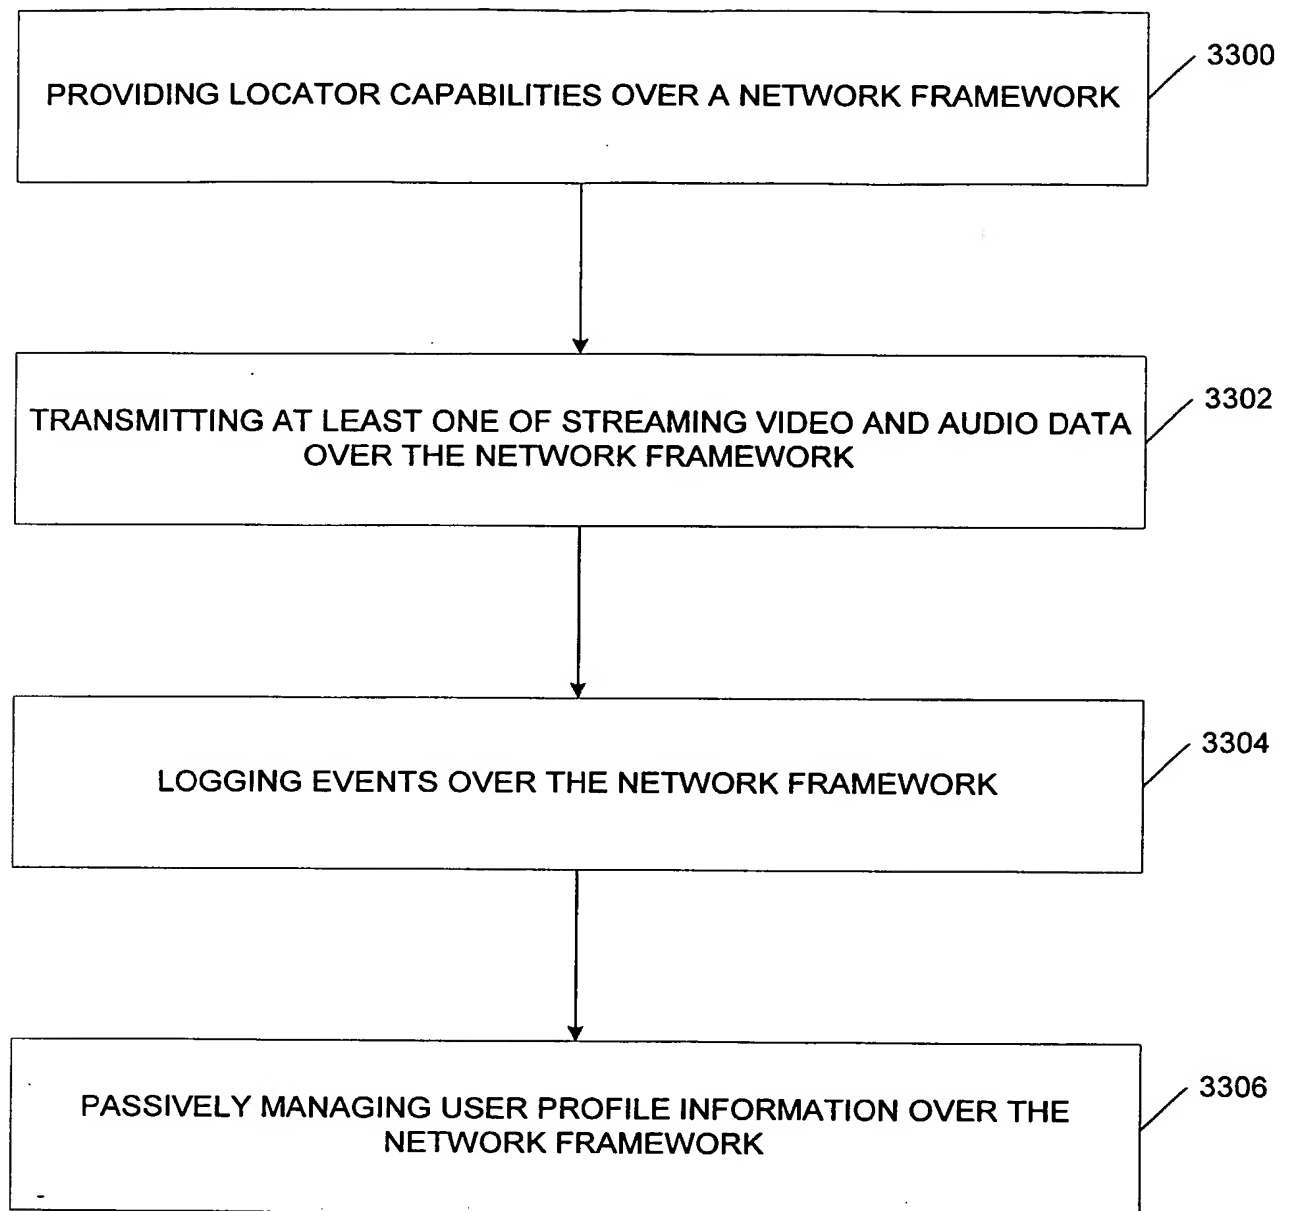 PROVIDING LOCATOR CAPABILITIES OVER A NETWORK FRAMEWORK
3300
TRANSMITTING AT LEAST ONE OF STREAMING VIDEO AND AUDIO DATA
OVER THE NETWORK FRAMEWORK
3302
LOGGING EVENTS OVER THE NETWORK FRAMEWORK
3304
PASSIVELY MANAGING USER PROFILE INFORMATION OVER THE
NETWORK FRAMEWORK
3306